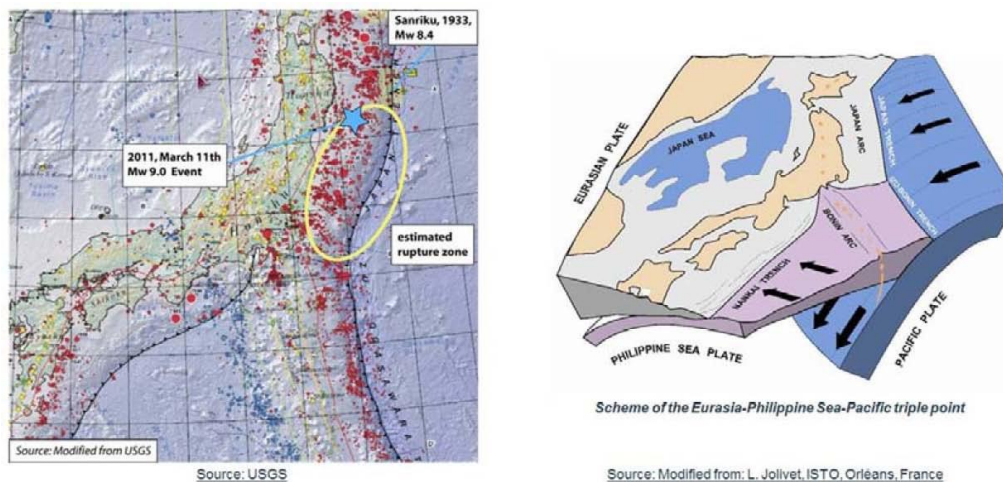 Sanriku, 1933,
Mw 8.4
2011, March 11th
Mw 9.0 Event
estimated
rupture zone
JAPAN
OGASAWARA
Source: Modified from USGS
Source: USGS
EURASIAN PLATE
JAPAN SEA
JAPAN ARC
JAPAN TRENCH
BONIN ARC
NANKAI TRENCH
PHILIPPINE SEA PLATE
PACIFIC PLATE
Scheme of the Eurasia-Philippine Sea-Pacific triple point
Source: Modified from: L. Jolivet, ISTO, Orléans, France